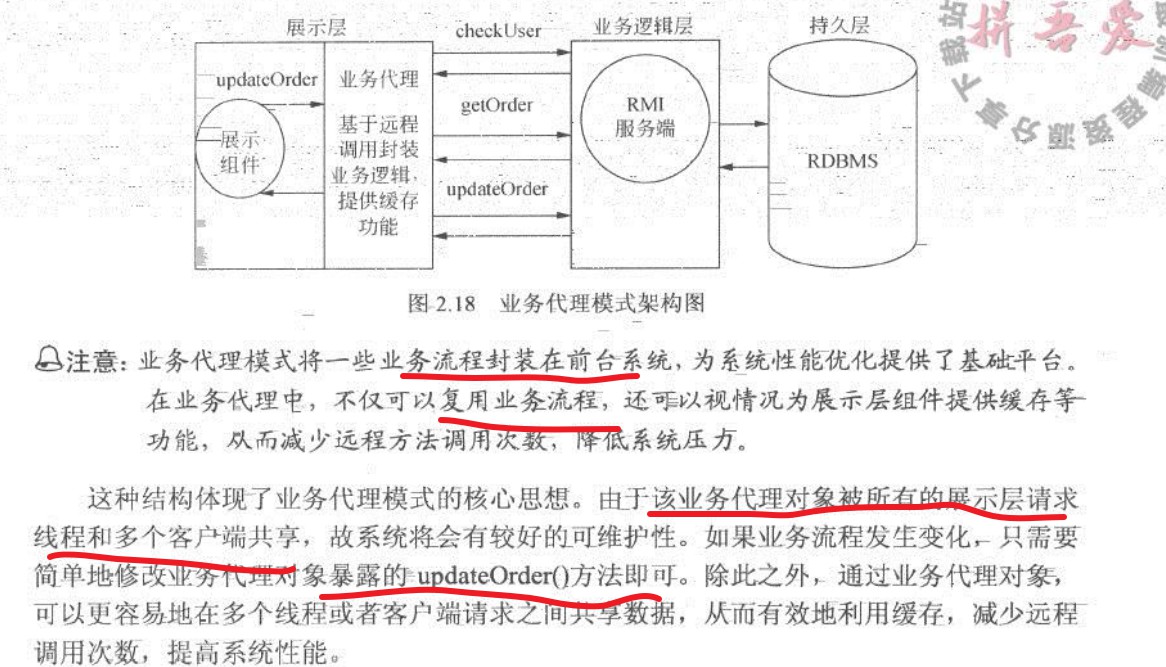 展示层
checkUser
业务逻辑层
持久层
updateOrder
业务代理
getOrder
RMI
服务端
展示
组件
基于远程
调用封装
业务逻辑,
提供缓存
功能
RDBMS
updateOrder
图 2.18 业务代理模式架构图
注意: 业务代理模式将一些业务流程封装在前台系统, 为系统性能优化提供了基础平台。
在业务代理中, 不仅可以复用业务流程, 还可以视情况为展示层组件提供缓存等
功能, 从而减少远程方法调用次数, 降低系统压力。
这种结构体现了业务代理模式的核心思想。由于该业务代理对象被所有的展示层请求
线程和多个客户端共享, 故系统将会有较好的可维护性。如果业务流程发生变化, 只需要
简单地修改业务代理对象暴露的 updateOrder()方法即可。除此之外, 通过业务代理对象,
可以更容易地在多个线程或者客户端请求之间共享数据, 从而有效地利用缓存, 减少远程
调用次数, 提高系统性能。
拼吾爱